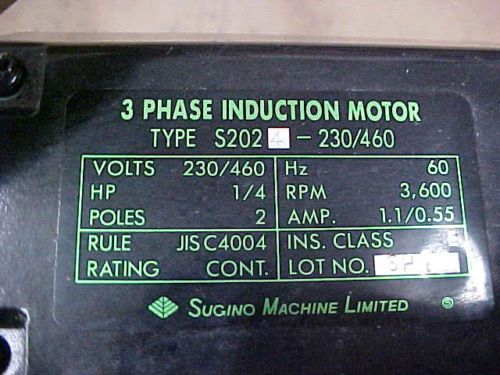 3 PHASE INDUCTION MOTOR
TYPE S202 4 - 230/460
VOLTS 230/460 Hz 60
HP 1/4 RPM 3,600
POLES 2 AMP. 1.1/0.55
RULE JIS C4004 INS. CLASS E
RATING CONT. LOT NO.
SUGINO MACHINE LIMITED